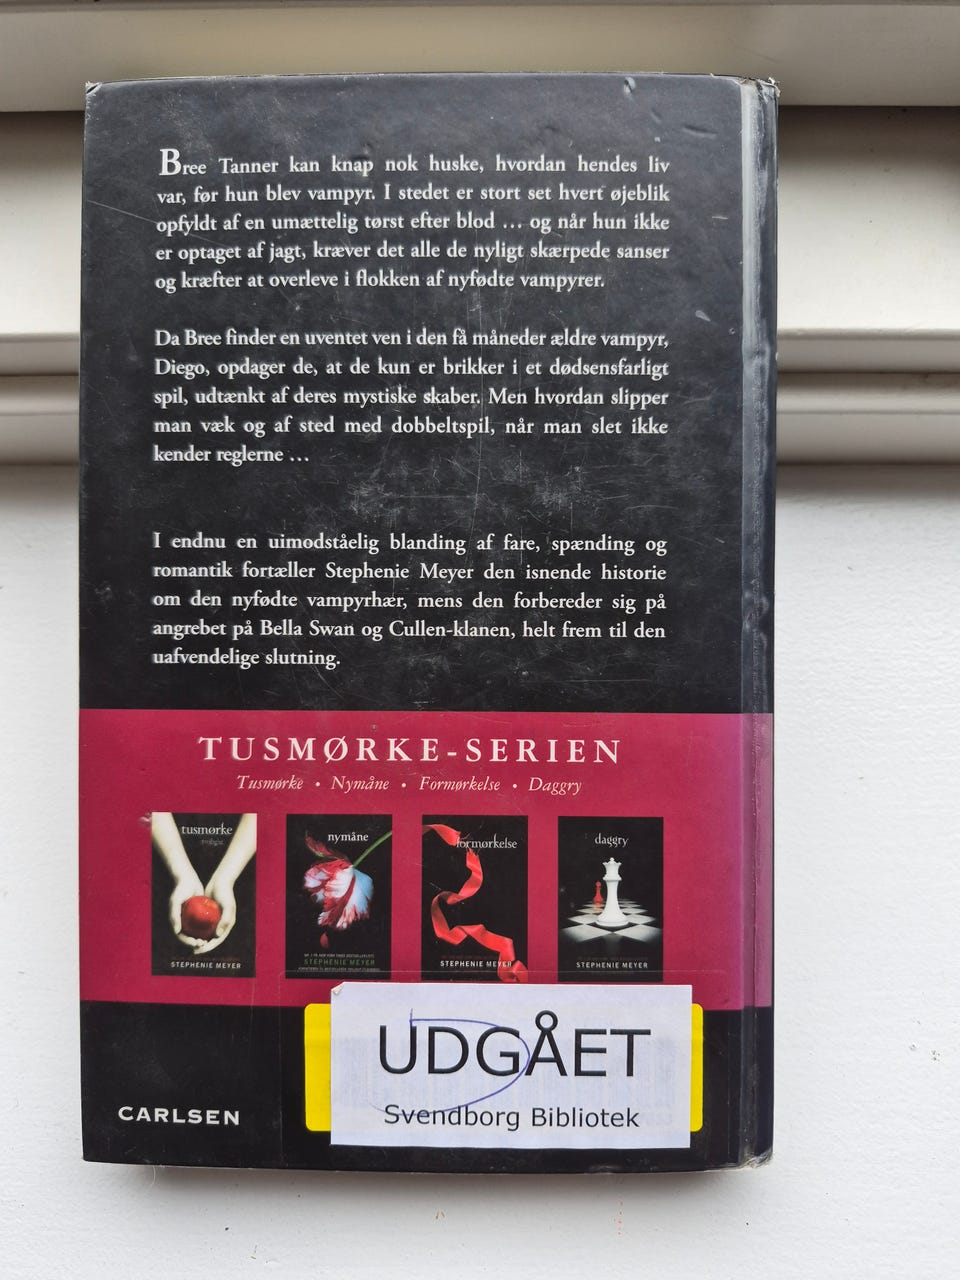 Bree Tanner kan knap nok huske, hvordan hendes liv
var, før hun blev vampyr. I stedet er stort set hvert øjeblik
opfyldt af en umættelig tørst efter blod … og når hun ikke
er optaget af jagt, kræver det alle de nyligt skærpede sanser
og kræfter at overleve i flokken af nyfødte vampyrer.
Da Bree finder en uventet ven i den få måneder ældre vampyr,
Diego, opdager de, at de kun er brikker i et dødsensfarligt
spil, udtænkt af deres mystiske skaber. Men hvordan slipper
man væk og af sted med dobbeltspil, når man slet ikke
kender reglerne …
I endnu en uimodståelig blanding af fare, spænding og
romantik fortæller Stephenie Meyer den isnende historie
om den nyfødte vampyrhær, mens den forbereder sig på
angrebet på Bella Swan og Cullen-klanen, helt frem til den
uafvendelige slutning.
TUSMØRKE-SERIEN
Tusmørke • Nymåne • Formørkelse • Daggry
tusmørke
twilight
STEPHENIE MEYER
nymåne
STEPHENIE MEYER
formørkelse
STEPHENIE MEYER
daggry
STEPHENIE MEYER
CARLSEN
UDGÅET
Svendborg Bibliotek